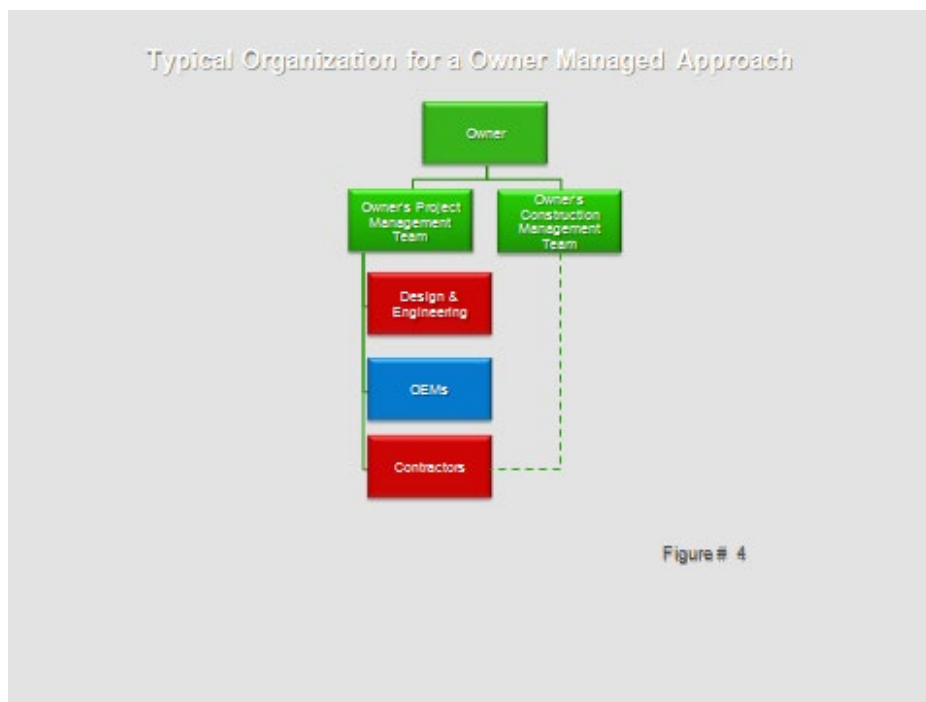 Typical Organization for a Owner Managed Approach
Owner
Owner's Project
Management
Team
Owner's
Construction
Management
Team
Design &
Engineering
OEMs
Contractors
Figure # 4